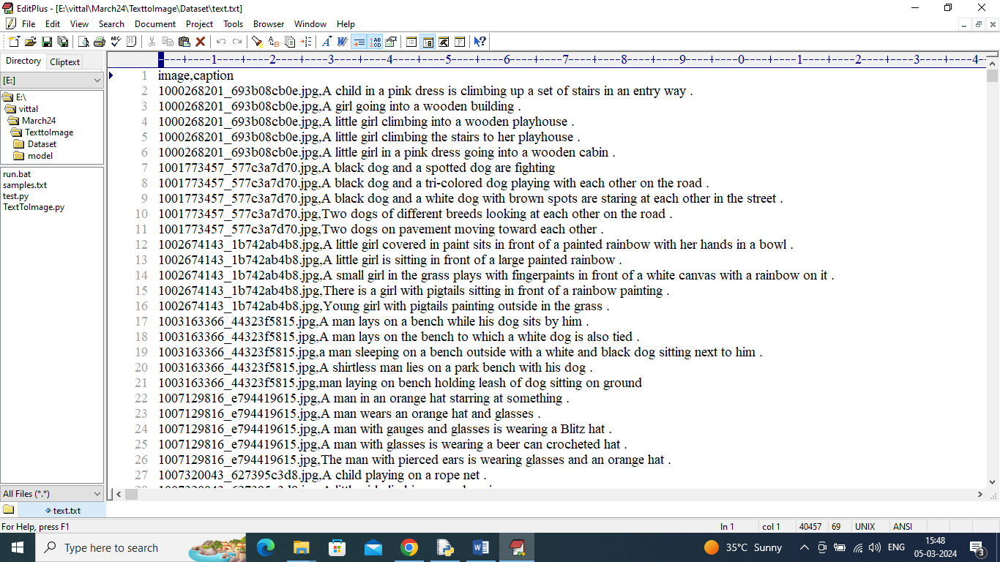 EditPlus - [E:\vittal\March24\TexttoImage\Dataset\text.txt]
File Edit View Search Document Project Tools Browser Window Help
Directory Cliptext
[E:]
E:\
vittal
March24
TexttoImage
Dataset
model
run.bat
samples.txt
test.py
TextToImage.py
All Files (*.*)
----+----1----+----2----+----3----+----4----+----5----+----6----+----7----+----8----+----9----+----0----+----1----+----2----+----3----+----4-
1 image,caption
2 1000268201_693b08cb0e.jpg,A child in a pink dress is climbing up a set of stairs in an entry way .
3 1000268201_693b08cb0e.jpg,A girl going into a wooden building .
4 1000268201_693b08cb0e.jpg,A little girl climbing into a wooden playhouse .
5 1000268201_693b08cb0e.jpg,A little girl climbing the stairs to her playhouse .
6 1000268201_693b08cb0e.jpg,A little girl in a pink dress going into a wooden cabin .
7 1001773457_577c3a7d70.jpg,A black dog and a spotted dog are fighting
8 1001773457_577c3a7d70.jpg,A black dog and a tri-colored dog playing with each other on the road .
9 1001773457_577c3a7d70.jpg,A black dog and a white dog with brown spots are staring at each other in the street .
10 1001773457_577c3a7d70.jpg,Two dogs of different breeds looking at each other on the road .
11 1001773457_577c3a7d70.jpg,Two dogs on pavement moving toward each other .
12 1002674143_1b742ab4b8.jpg,A little girl covered in paint sits in front of a painted rainbow with her hands in a bowl .
13 1002674143_1b742ab4b8.jpg,A little girl is sitting in front of a large painted rainbow .
14 1002674143_1b742ab4b8.jpg,A small girl in the grass plays with fingerpaints in front of a white canvas with a rainbow on it .
15 1002674143_1b742ab4b8.jpg,There is a girl with pigtails sitting in front of a rainbow painting .
16 1002674143_1b742ab4b8.jpg,Young girl with pigtails painting outside in the grass .
17 1003163366_44323f5815.jpg,A man lays on a bench while his dog sits by him .
18 1003163366_44323f5815.jpg,A man lays on the bench to which a white dog is also tied .
19 1003163366_44323f5815.jpg,a man sleeping on a bench outside with a white and black dog sitting next to him .
20 1003163366_44323f5815.jpg,A shirtless man lies on a park bench with his dog .
21 1003163366_44323f5815.jpg,man laying on bench holding leash of dog sitting on ground
22 1007129816_e794419615.jpg,A man in an orange hat starring at something .
23 1007129816_e794419615.jpg,A man wears an orange hat and glasses .
24 1007129816_e794419615.jpg,A man with gauges and glasses is wearing a Blitz hat .
25 1007129816_e794419615.jpg,A man with glasses is wearing a beer can crocheted hat .
26 1007129816_e794419615.jpg,The man with pierced ears is wearing glasses and an orange hat .
27 1007320043_627395c3d8.jpg,A child playing on a rope net .
text.txt
For Help, press F1 ln 1 col 1 40457 69 UNIX ANSI
Type here to search 35°C Sunny ENG 15:48
05-03-2024 3